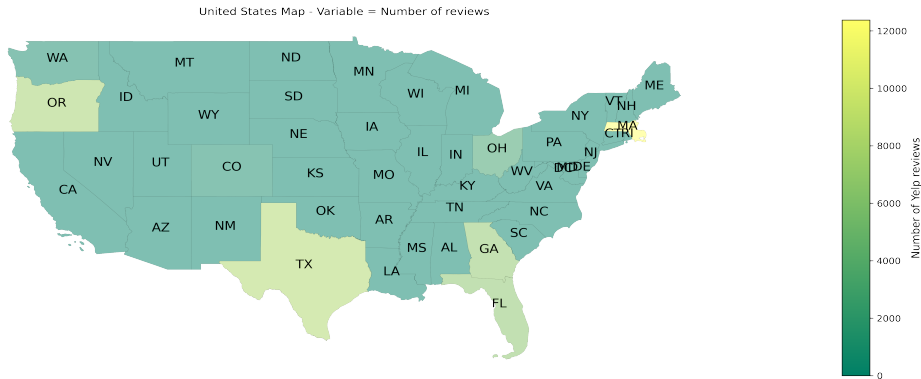 United States Map - Variable = Number of reviews
WA
MT
ND
MN
MI
ME
VT
NH
OR
ID
SD
WI
NY
MA
WY
NE
IA
CT RI
PA
OH
NV
UT
CO
IL
IN
NJ
KS
MO
WV
DE
CA
KY
VA
AZ
NM
OK
AR
TN
NC
SC
TX
MS
AL
GA
LA
FL
12000
10000
8000
6000
4000
2000
0
Number of Yelp reviews